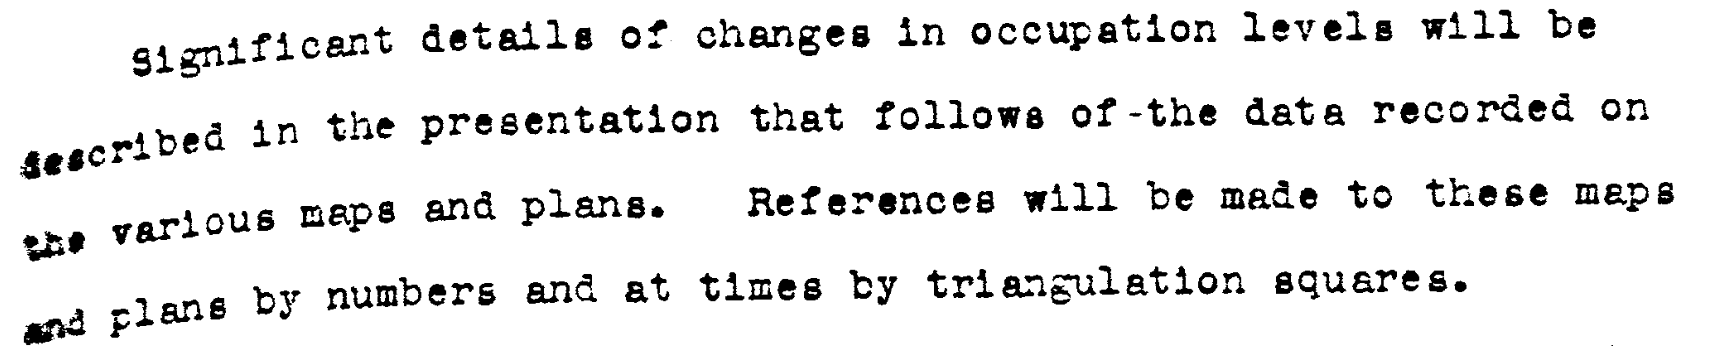 Significant details of changes in occupation levels will be
described in the presentation that follows of -the data recorded on
the various maps and plans. References will be made to these maps
and plans by numbers and at times by triangulation squares.